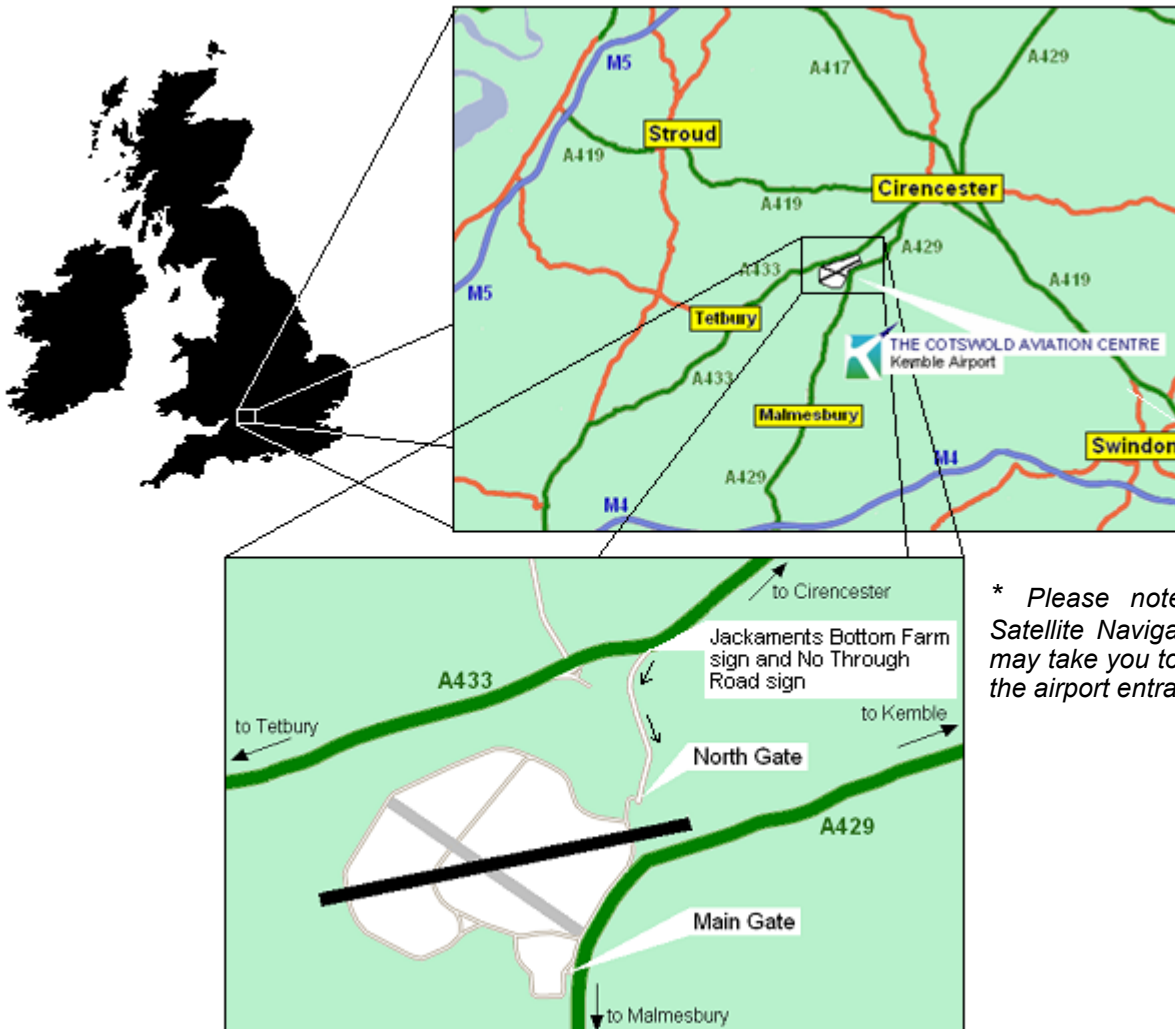 M5
A417
A429
Stroud
A419
Cirencester
A419
A429
A433
A419
M5
Tetbury
THE COTSWOLD AVIATION CENTRE
Kemble Airport
A433
Malmesbury
Swindon
M4
A429
M4
to Cirencester
Jackaments Bottom Farm
sign and No Through
Road sign
A433
to Tetbury
to Kemble
North Gate
A429
Main Gate
to Malmesbury
* Please note
Satellite Naviga
may take you to
the airport entra